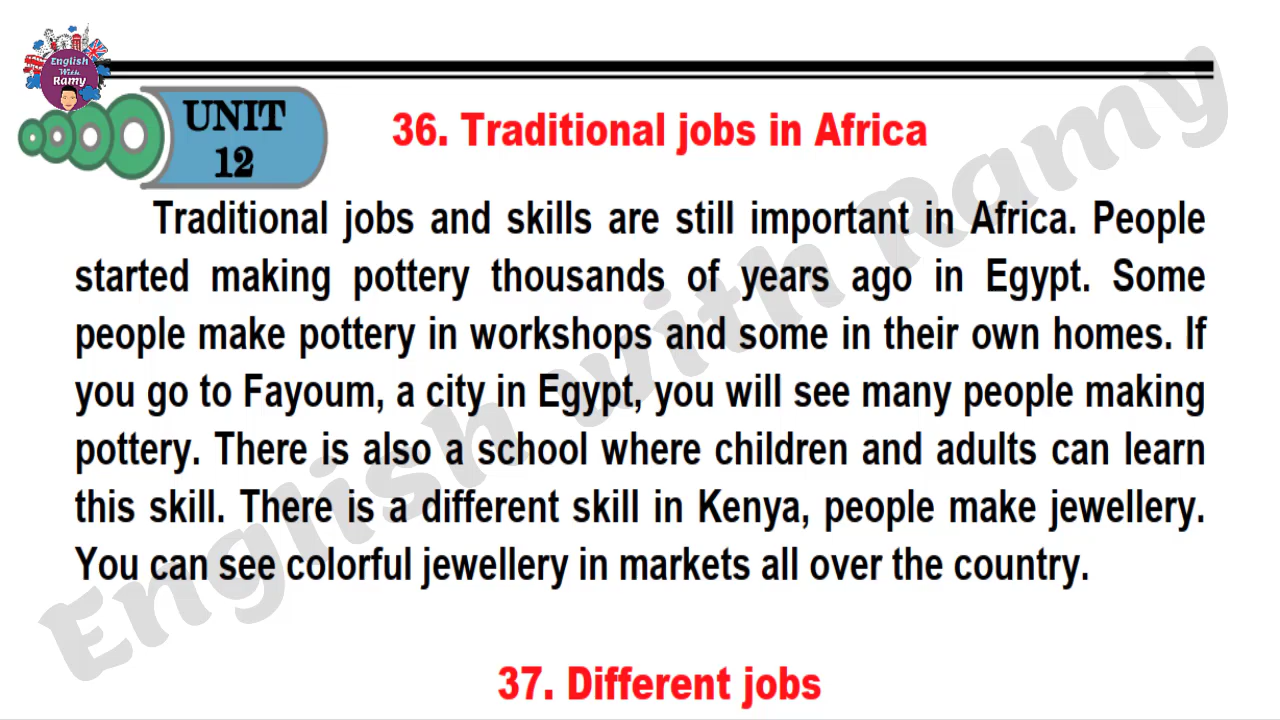 English
With
Ramy
UNIT
12
36. Traditional jobs in Africa
Traditional jobs and skills are still important in Africa. People
started making pottery thousands of years ago in Egypt. Some
people make pottery in workshops and some in their own homes. If
you go to Fayoum, a city in Egypt, you will see many people making
pottery. There is also a school where children and adults can learn
this skill. There is a different skill in Kenya, people make jewellery.
You can see colorful jewellery in markets all over the country.
English with Ramy
37. Different jobs